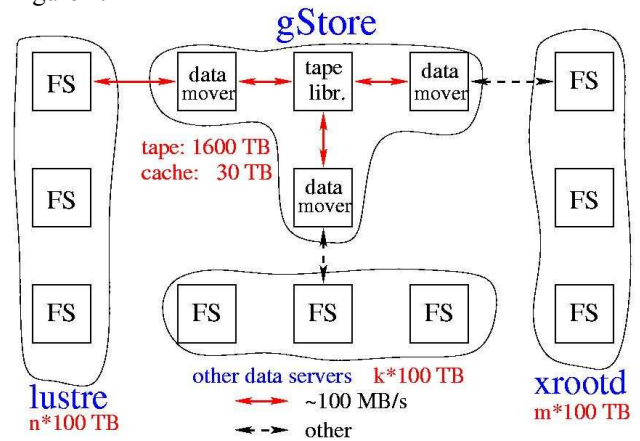 gStore
FS
data
mover
tape
libr.
data
mover
FS
tape: 1600 TB
cache: 30 TB
FS
data
mover
FS
FS
FS
FS
FS
FS
other data servers k*100 TB
lustre
n*100 TB
~100 MB/s
other
xrootd
m*100 TB